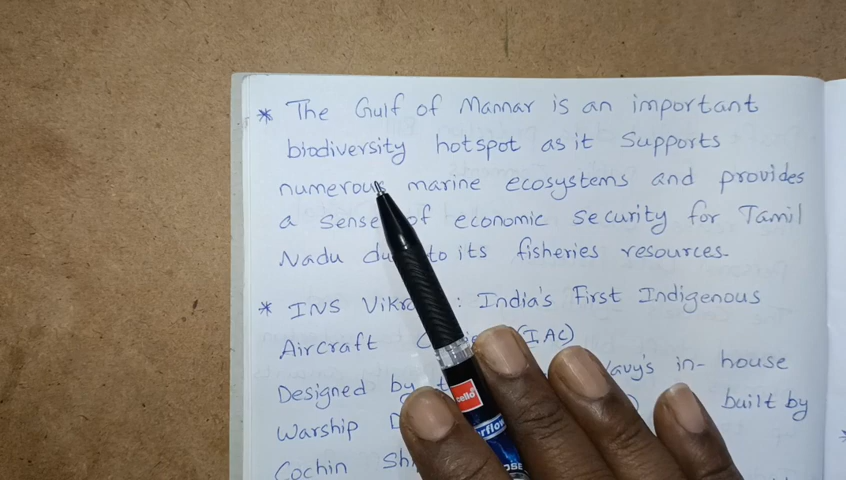 * The Gulf of Mannar is an important
biodiversity hotspot as it supports
numerous marine ecosystems and provides
a sense of economic security for Tamil
Nadu due to its fisheries resources.
* INS : India's First Indigenous
Aircraft (IAC)
Designed by in-house
Warship built by
Cochin
cello